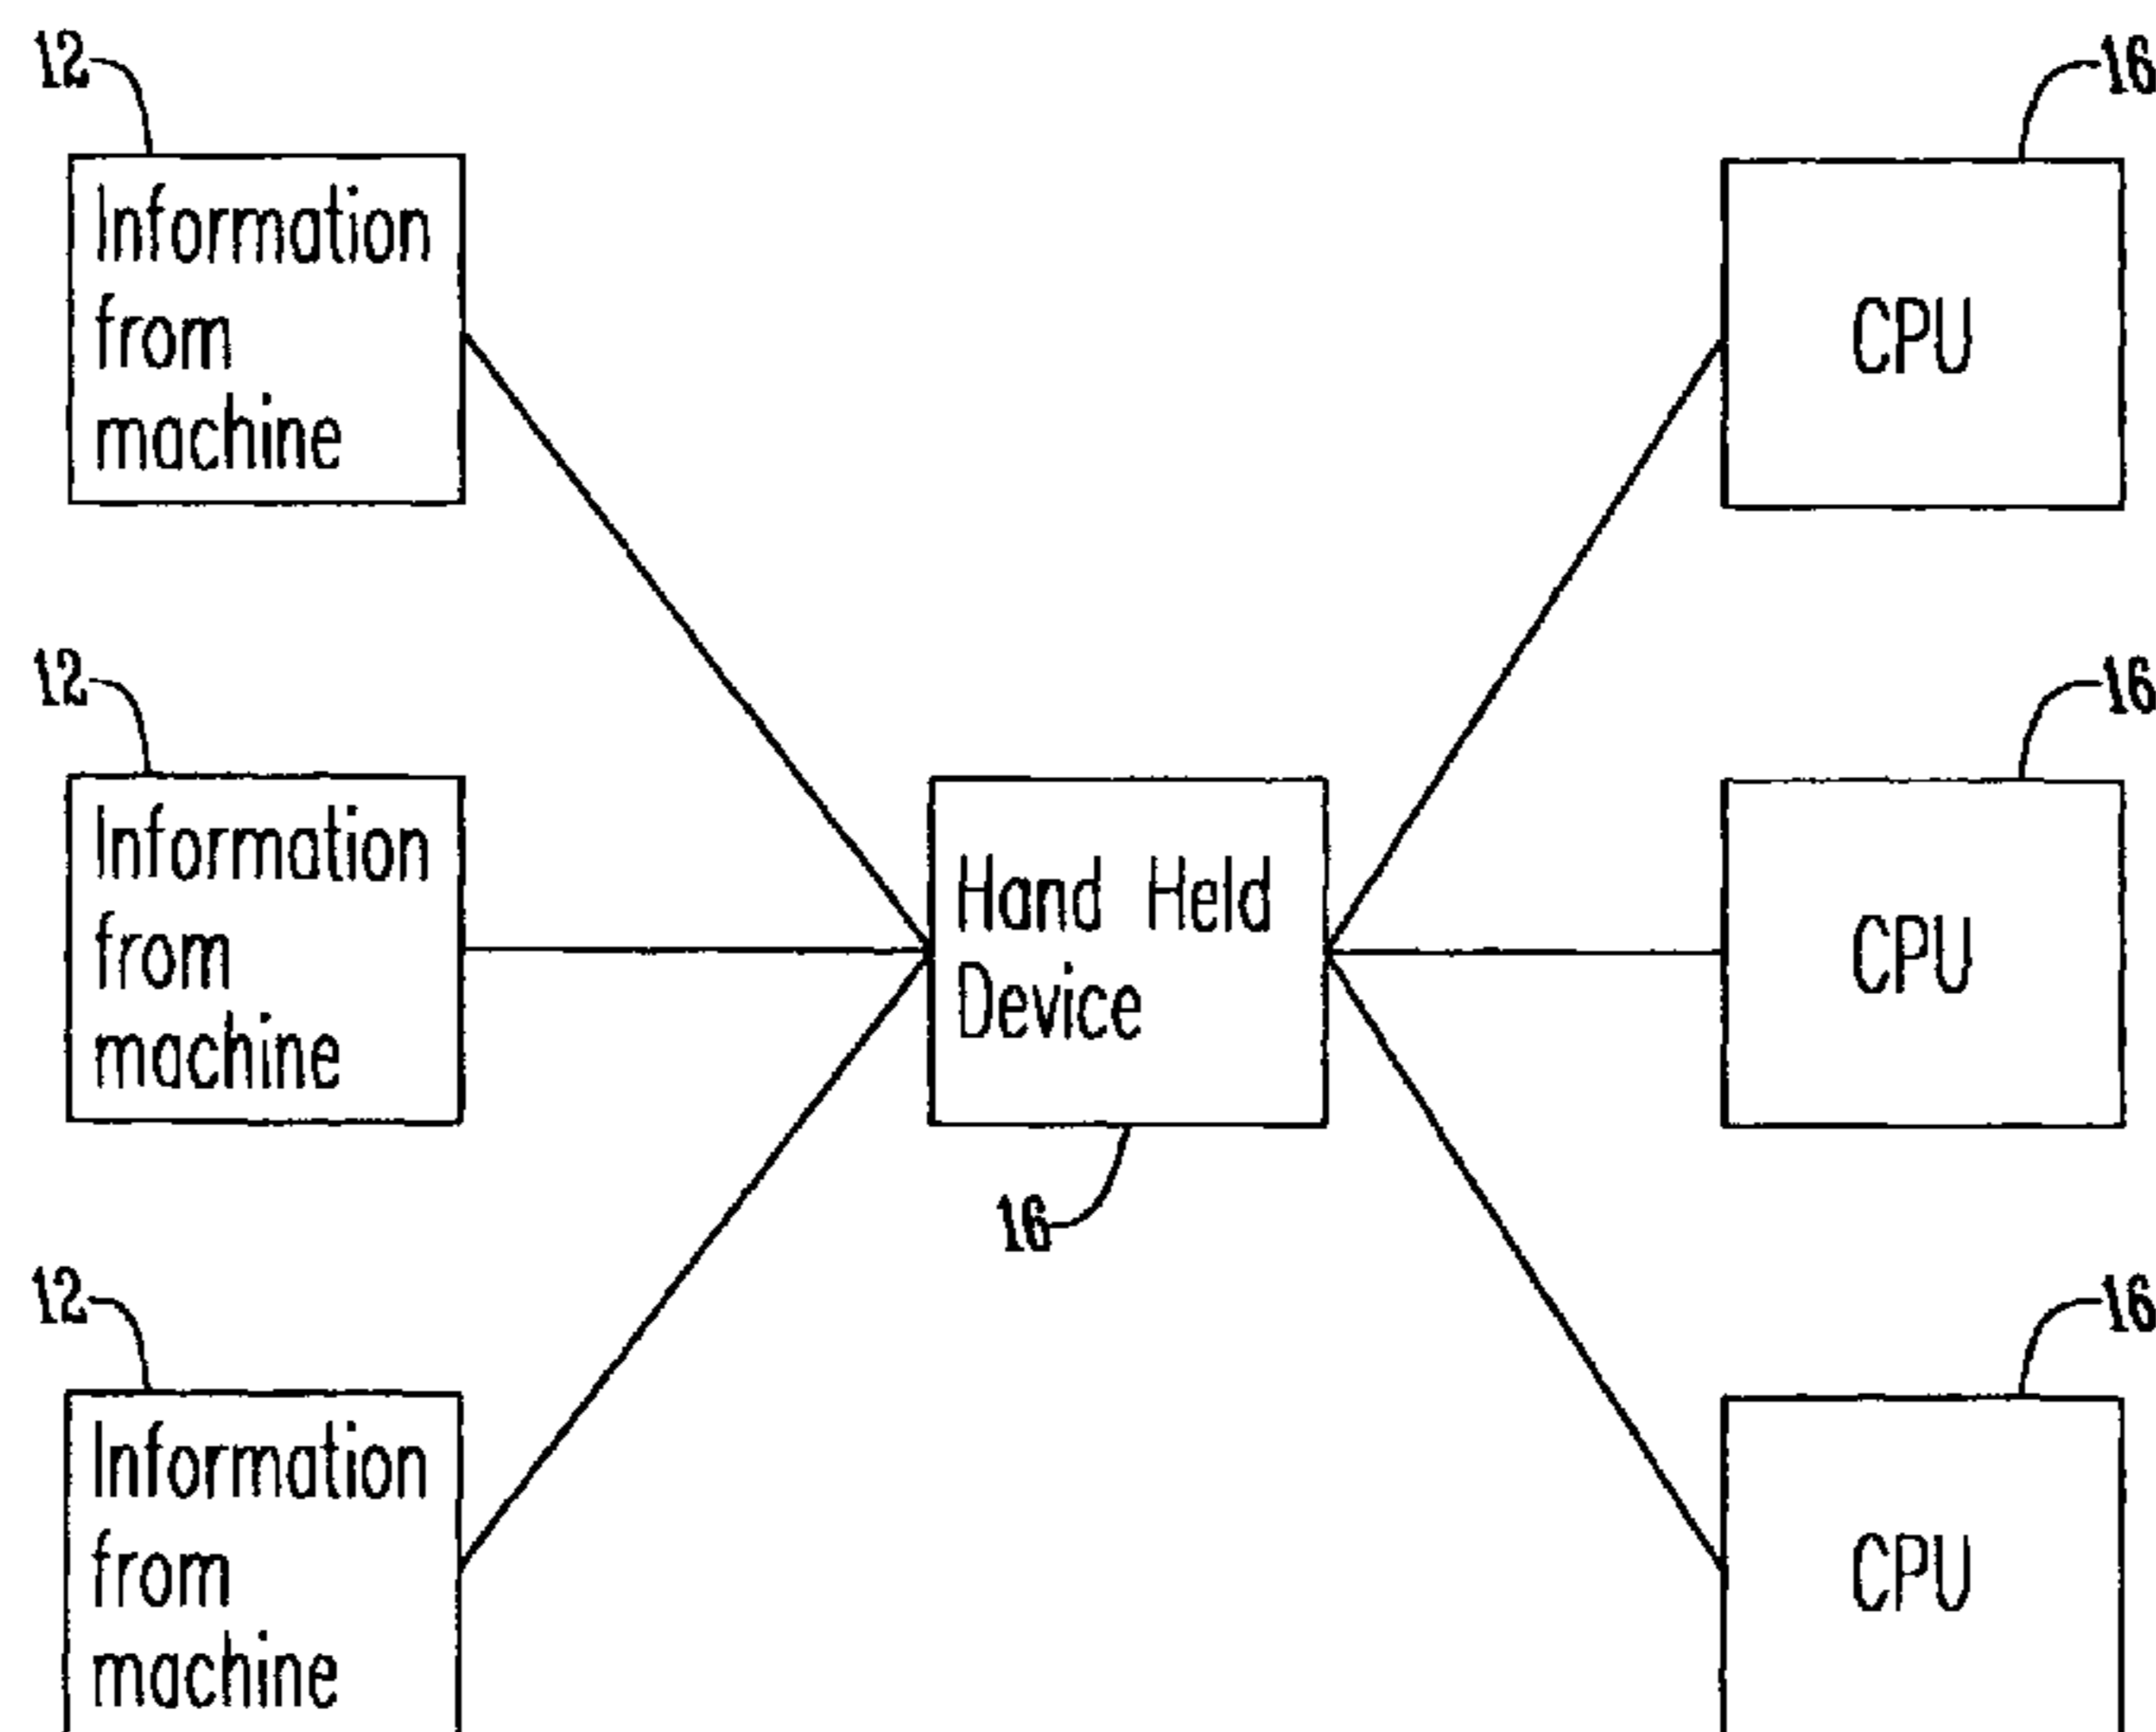 12
Information
from
machine
16
CPU
12
Information
from
machine
Hand Held
Device
16
16
CPU
12
Information
from
machine
16
CPU